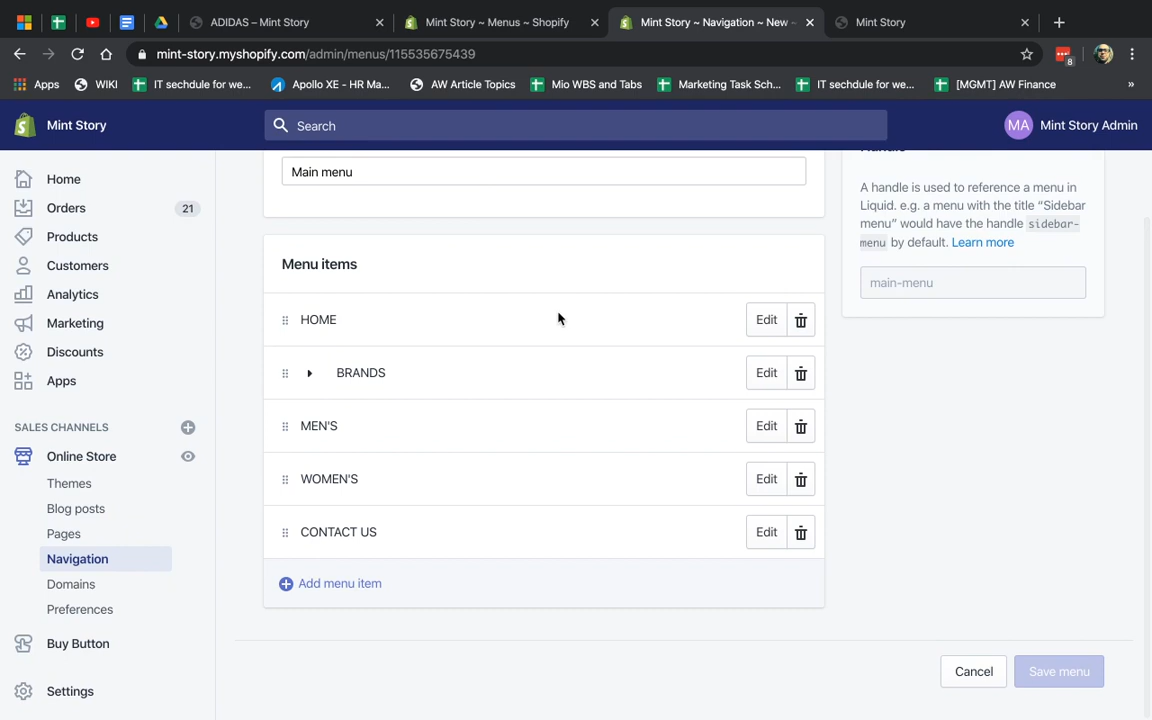 ADIDAS – Mint Story
Mint Story ~ Menus ~ Shopify
Mint Story ~ Navigation ~ New
Mint Story
mint-story.myshopify.com/admin/menus/115535675439
8
Apps
WIKI
IT sechdule for we...
Apollo XE - HR Ma...
AW Article Topics
Mio WBS and Tabs
Marketing Task Sch...
IT sechdule for we...
[MGMT] AW Finance
»
Mint Story
Search
MA
Mint Story Admin
Home
Orders
21
Products
Customers
Analytics
Marketing
Discounts
Apps
SALES CHANNELS
Online Store
Themes
Blog posts
Pages
Navigation
Domains
Preferences
Buy Button
Settings
Main menu
Menu items
HOME
Edit
BRANDS
Edit
MEN'S
Edit
WOMEN'S
Edit
CONTACT US
Edit
Add menu item
Handle
A handle is used to reference a menu in
Liquid. e.g. a menu with the title “Sidebar
menu” would have the handle sidebar-
menu by default. Learn more
main-menu
Cancel
Save menu